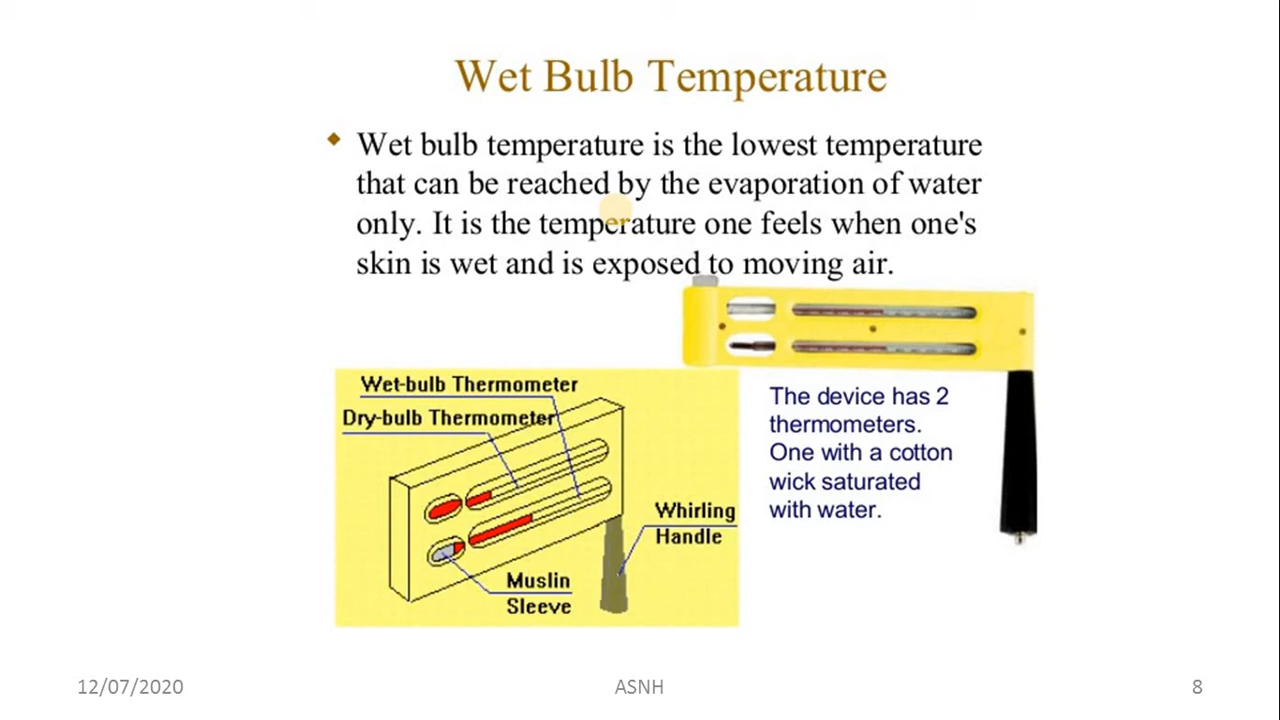 Wet Bulb Temperature
Wet bulb temperature is the lowest temperature
that can be reached by the evaporation of water
only. It is the temperature one feels when one's
skin is wet and is exposed to moving air.
Wet-bulb Thermometer
Dry-bulb Thermometer
Whirling
Handle
Muslin
Sleeve
The device has 2
thermometers.
One with a cotton
wick saturated
with water.
12/07/2020
ASNH
8